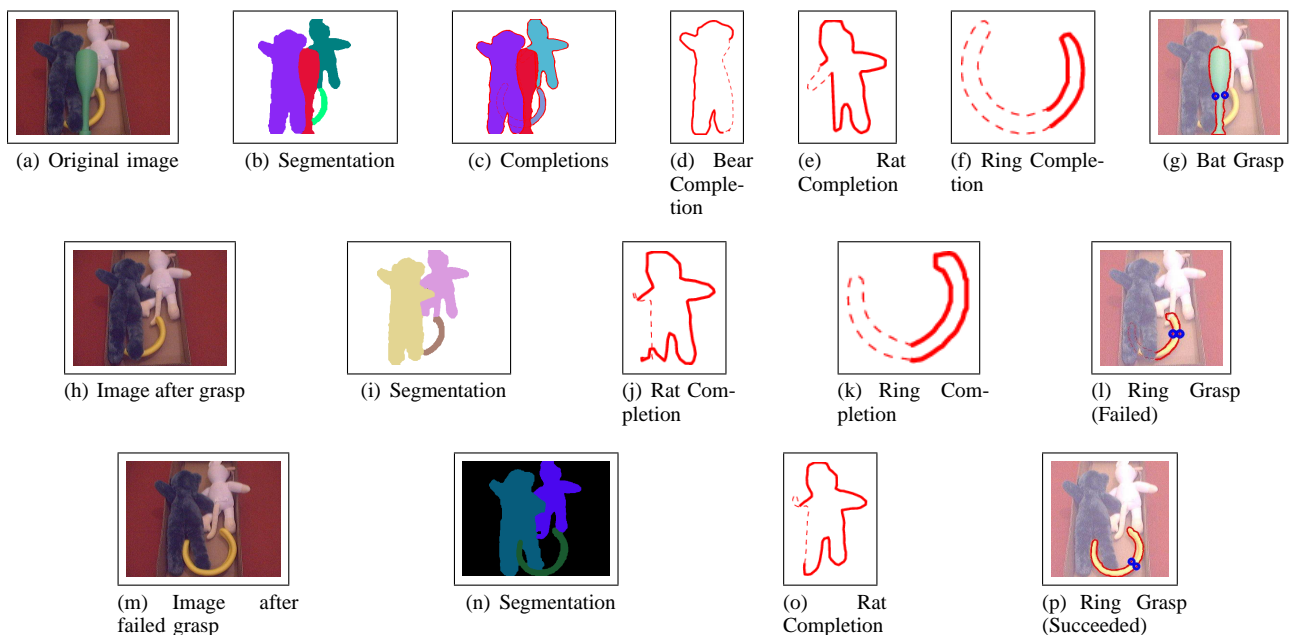 (a) Original image
(b) Segmentation
(c) Completions
(d) Bear
Comple-
tion
(e) Rat
Completion
(f) Ring Comple-
tion
(g) Bat Grasp
(h) Image after grasp
(i) Segmentation
(j) Rat Com-
pletion
(k) Ring Com-
pletion
(l) Ring Grasp
(Failed)
(m) Image after
failed grasp
(n) Segmentation
(o) Rat
Completion
(p) Ring Grasp
(Succeeded)